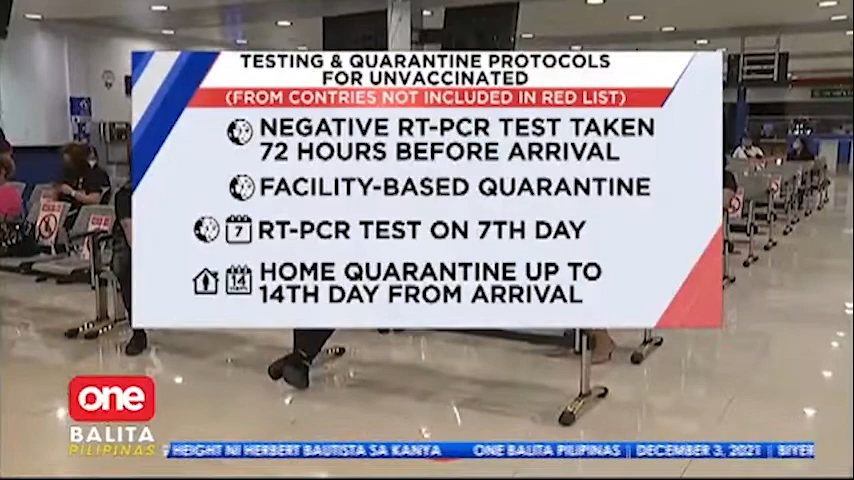 TESTING & QUARANTINE PROTOCOLS
FOR UNVACCINATED
(FROM CONTRIES NOT INCLUDED IN RED LIST)
NEGATIVE RT-PCR TEST TAKEN
72 HOURS BEFORE ARRIVAL
FACILITY-BASED QUARANTINE
7
RT-PCR TEST ON 7TH DAY
14
HOME QUARANTINE UP TO
14TH DAY FROM ARRIVAL
one
BALITA
PILIPINAS
HEIGHT NI HERBERT BAUTISTA SA KANYA ONE BALITA PILIPINAS | DECEMBER 3, 2021 | BIYER